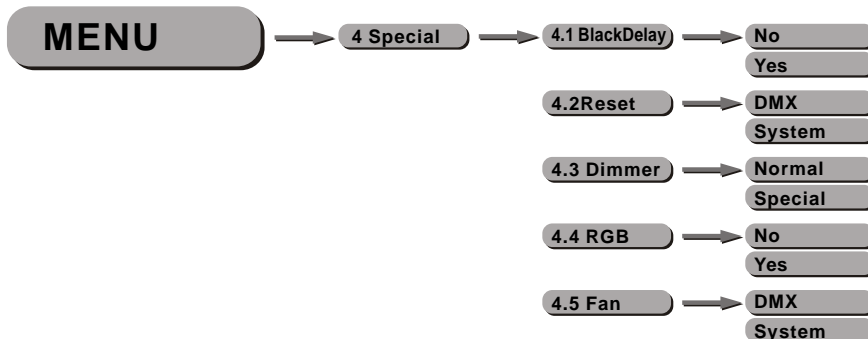 MENU
4 Special
4.1 BlackDelay
No
Yes
4.2Reset
DMX
System
4.3 Dimmer
Normal
Special
4.4 RGB
No
Yes
4.5 Fan
DMX
System